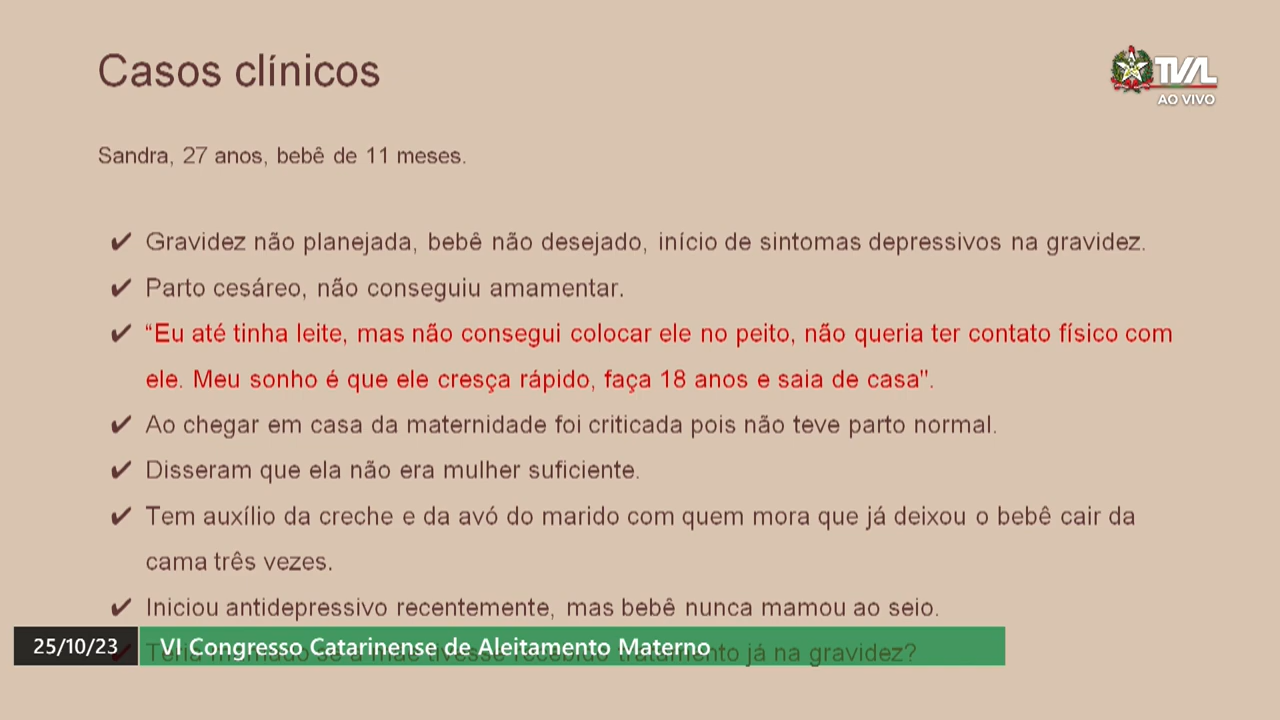 Casos clínicos
TVAL
AO VIVO
Sandra, 27 anos, bebê de 11 meses.
✔ Gravidez não planejada, bebê não desejado, início de sintomas depressivos na gravidez.
✔ Parto cesáreo, não conseguiu amamentar.
✔ “Eu até tinha leite, mas não consegui colocar ele no peito, não queria ter contato físico com
ele. Meu sonho é que ele cresça rápido, faça 18 anos e saia de casa".
✔ Ao chegar em casa da maternidade foi criticada pois não teve parto normal.
✔ Disseram que ela não era mulher suficiente.
✔ Tem auxílio da creche e da avó do marido com quem mora que já deixou o bebê cair da
cama três vezes.
✔ Iniciou antidepressivo recentemente, mas bebê nunca mamou ao seio.
25/10/23 VI Congresso Catarinense de Aleitamento Materno
✔ Teria mamado se a mãe tivesse recebido tratamento já na gravidez?